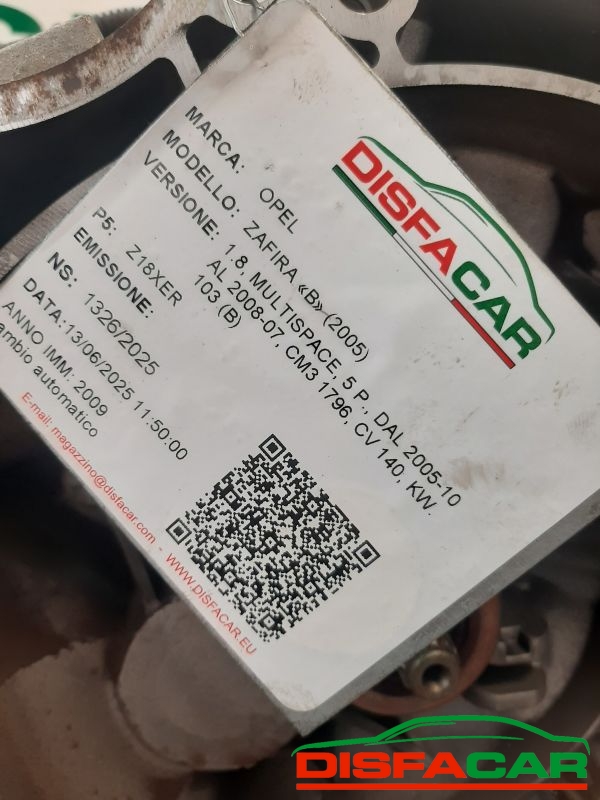 DISFACAR
MARCA: OPEL
MODELLO: ZAFIRA «B» (2005)
VERSIONE: 1.8, MULTISPACE, 5 P., DAL 2005-10
AL 2008-07, CM3 1796, CV 140, KW.
103 (B)
P5: Z18XER
EMISSIONE:
NS: 1326/2025
DATA:13/06/2025 11:50:00
ANNO IMM: 2009
ambio automatico
E-mail: magazzino@disfacar.com - WWW.DISFACAR.EU
DISFACAR